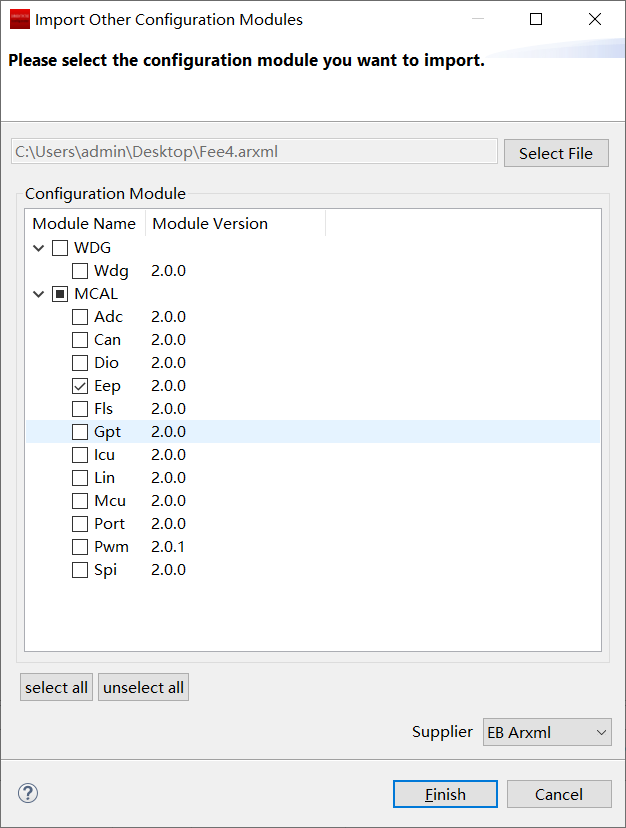 Import Other Configuration Modules
Please select the configuration module you want to import.
C:\Users\admin\Desktop\Fee4.arxml
Select File
Configuration Module
Module Name Module Version
WDG
Wdg 2.0.0
MCAL
Adc 2.0.0
Can 2.0.0
Dio 2.0.0
Eep 2.0.0
Fls 2.0.0
Gpt 2.0.0
Icu 2.0.0
Lin 2.0.0
Mcu 2.0.0
Port 2.0.0
Pwm 2.0.1
Spi 2.0.0
select all unselect all
Supplier EB Arxml
? Finish Cancel